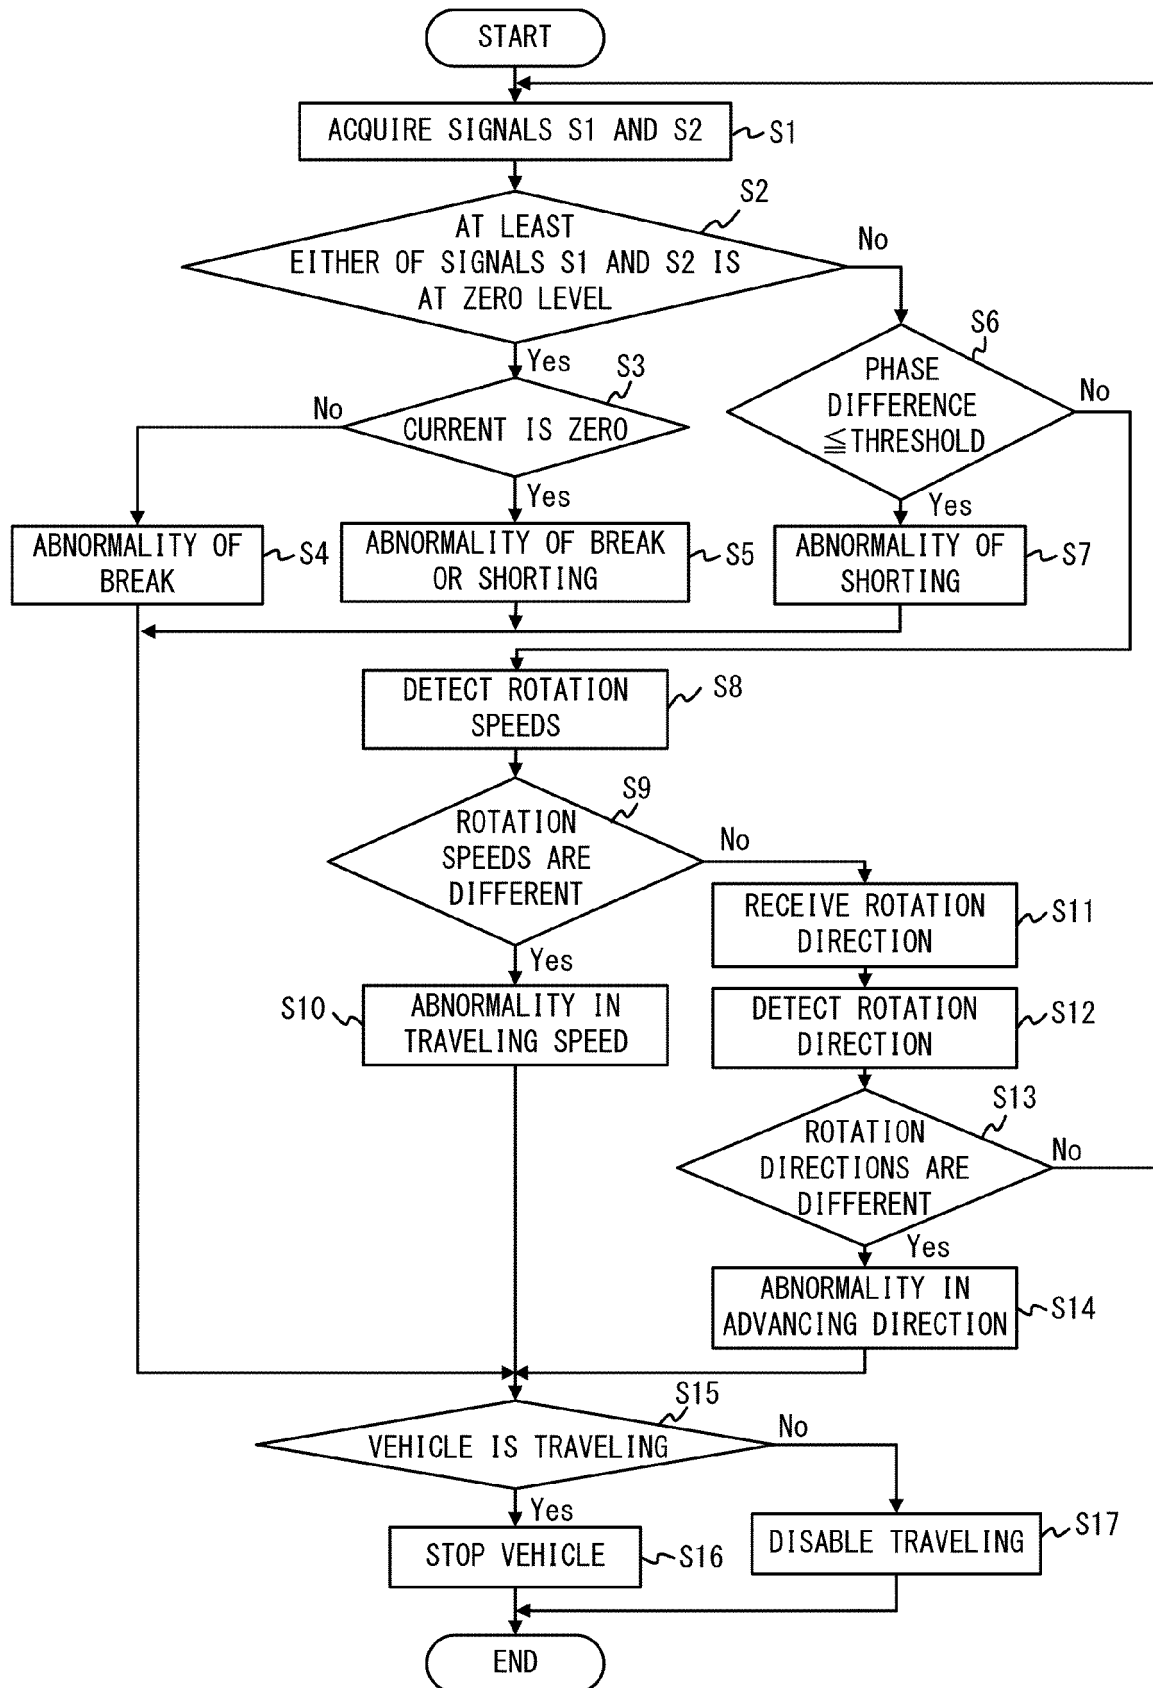 START
ACQUIRE SIGNALS S1 AND S2
S1
S2
AT LEAST
EITHER OF SIGNALS S1 AND S2 IS
AT ZERO LEVEL
No
Yes
S3
CURRENT IS ZERO
No
Yes
S6
PHASE
DIFFERENCE
≦THRESHOLD
No
Yes
ABNORMALITY OF
BREAK
S4
ABNORMALITY OF BREAK
OR SHORTING
S5
ABNORMALITY OF
SHORTING
S7
DETECT ROTATION
SPEEDS
S8
S9
ROTATION
SPEEDS ARE
DIFFERENT
No
Yes
S10
ABNORMALITY IN
TRAVELING SPEED
RECEIVE ROTATION
DIRECTION
S11
DETECT ROTATION
DIRECTION
S12
S13
ROTATION
DIRECTIONS ARE
DIFFERENT
No
Yes
ABNORMALITY IN
ADVANCING DIRECTION
S14
S15
VEHICLE IS TRAVELING
No
Yes
STOP VEHICLE
S16
DISABLE TRAVELING
S17
END